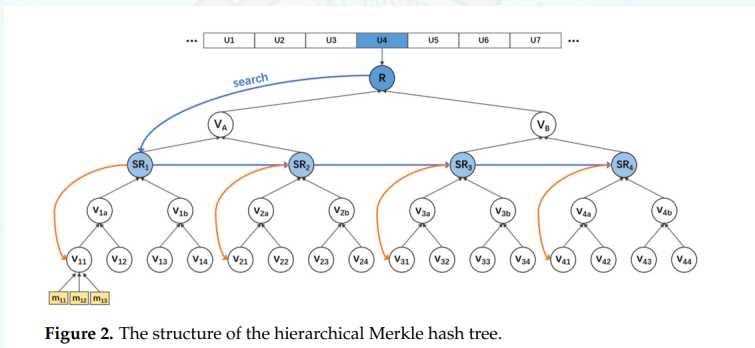 ... U1 U2 U3 U4 U5 U6 U7 ...
search
R
VA VB
SR1 SR2 SR3 SR4
V1a V1b V2a V2b V3a V3b V4a V4b
V11 V12 V13 V14 V21 V22 V23 V24 V31 V32 V33 V34 V41 V42 V43 V44
m11 m12 m13
Figure 2. The structure of the hierarchical Merkle hash tree.